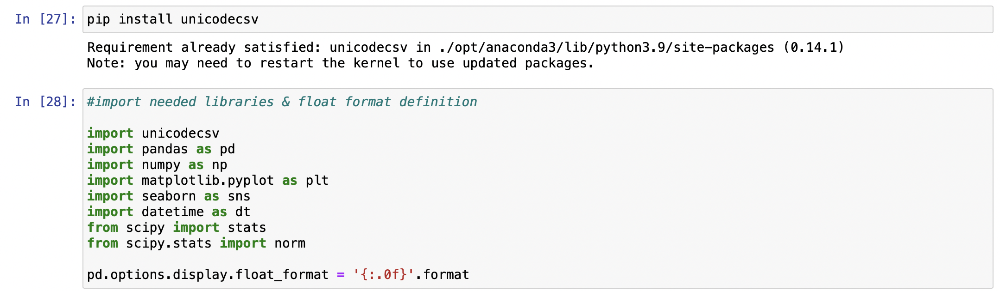 In [27]: pip install unicodecsv
Requirement already satisfied: unicodecsv in ./opt/anaconda3/lib/python3.9/site-packages (0.14.1)
Note: you may need to restart the kernel to use updated packages.
In [28]: #import needed libraries & float format definition
import unicodecsv
import pandas as pd
import numpy as np
import matplotlib.pyplot as plt
import seaborn as sns
import datetime as dt
from scipy import stats
from scipy.stats import norm
pd.options.display.float_format = '{:.0f}'.format